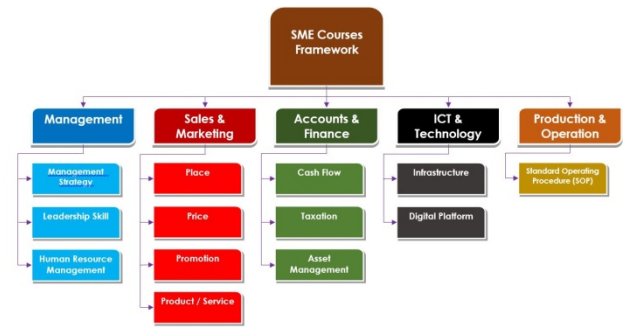 SME Courses
Framework
Management
Sales &
Marketing
Accounts &
Finance
ICT &
Technology
Production &
Operation
Management
Strategy
Place
Cash Flow
Infrastructure
Standard Operating
Procedure (SOP)
Leadership Skill
Price
Taxation
Digital Platform
Human Resource
Management
Promotion
Asset
Management
Product / Service